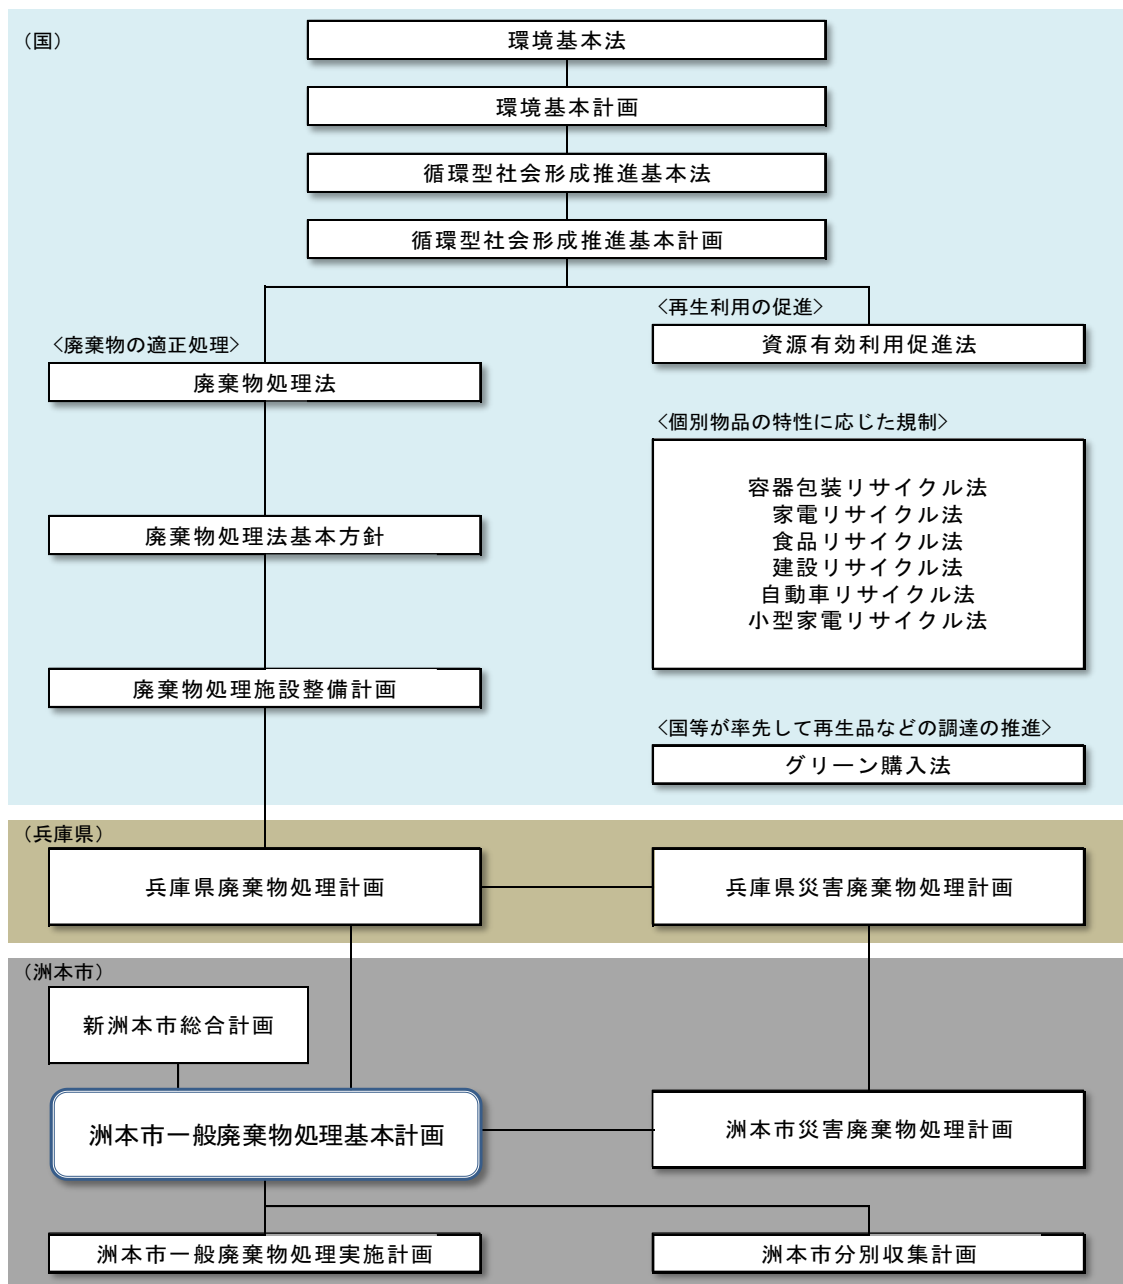 （国）
環境基本法
環境基本計画
循環型社会形成推進基本法
循環型社会形成推進基本計画
<廃棄物の適正処理>
廃棄物処理法
廃棄物処理法基本方針
廃棄物処理施設整備計画
<再生利用の促進>
資源有効利用促進法
<個別物品の特性に応じた規制>
容器包装リサイクル法
家電リサイクル法
食品リサイクル法
建設リサイクル法
自動車リサイクル法
小型家電リサイクル法
<国等が率先して再生品などの調達の推進>
グリーン購入法
（兵庫県）
兵庫県廃棄物処理計画
兵庫県災害廃棄物処理計画
（洲本市）
新洲本市総合計画
洲本市一般廃棄物処理基本計画
洲本市災害廃棄物処理計画
洲本市一般廃棄物処理実施計画
洲本市分別収集計画